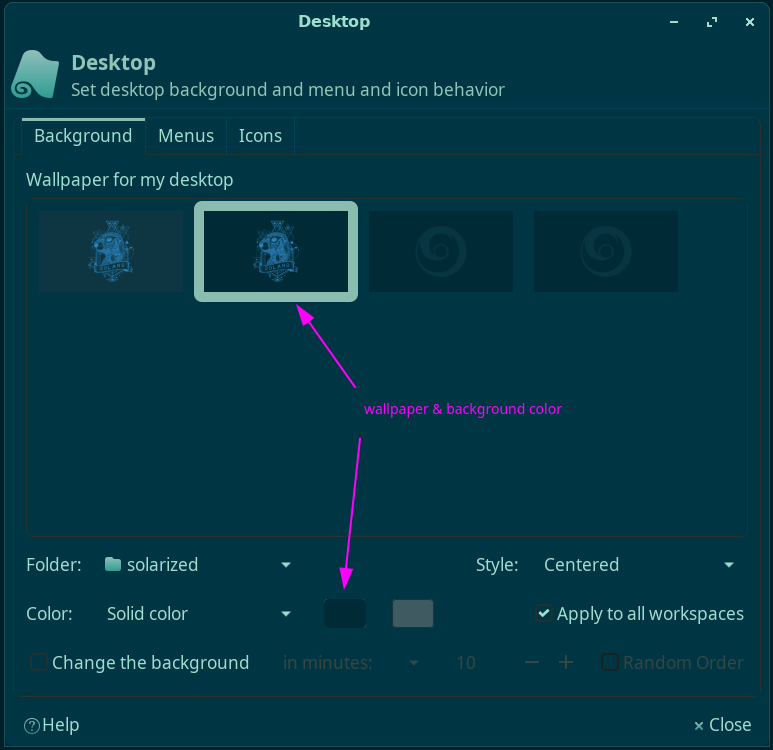 Desktop
Desktop
Set desktop background and menu and icon behavior
Background Menus Icons
Wallpaper for my desktop
wallpaper & background color
Folder: solarized Style: Centered
Color: Solid color Apply to all workspaces
Change the background in minutes: 10 Random Order
Help Close